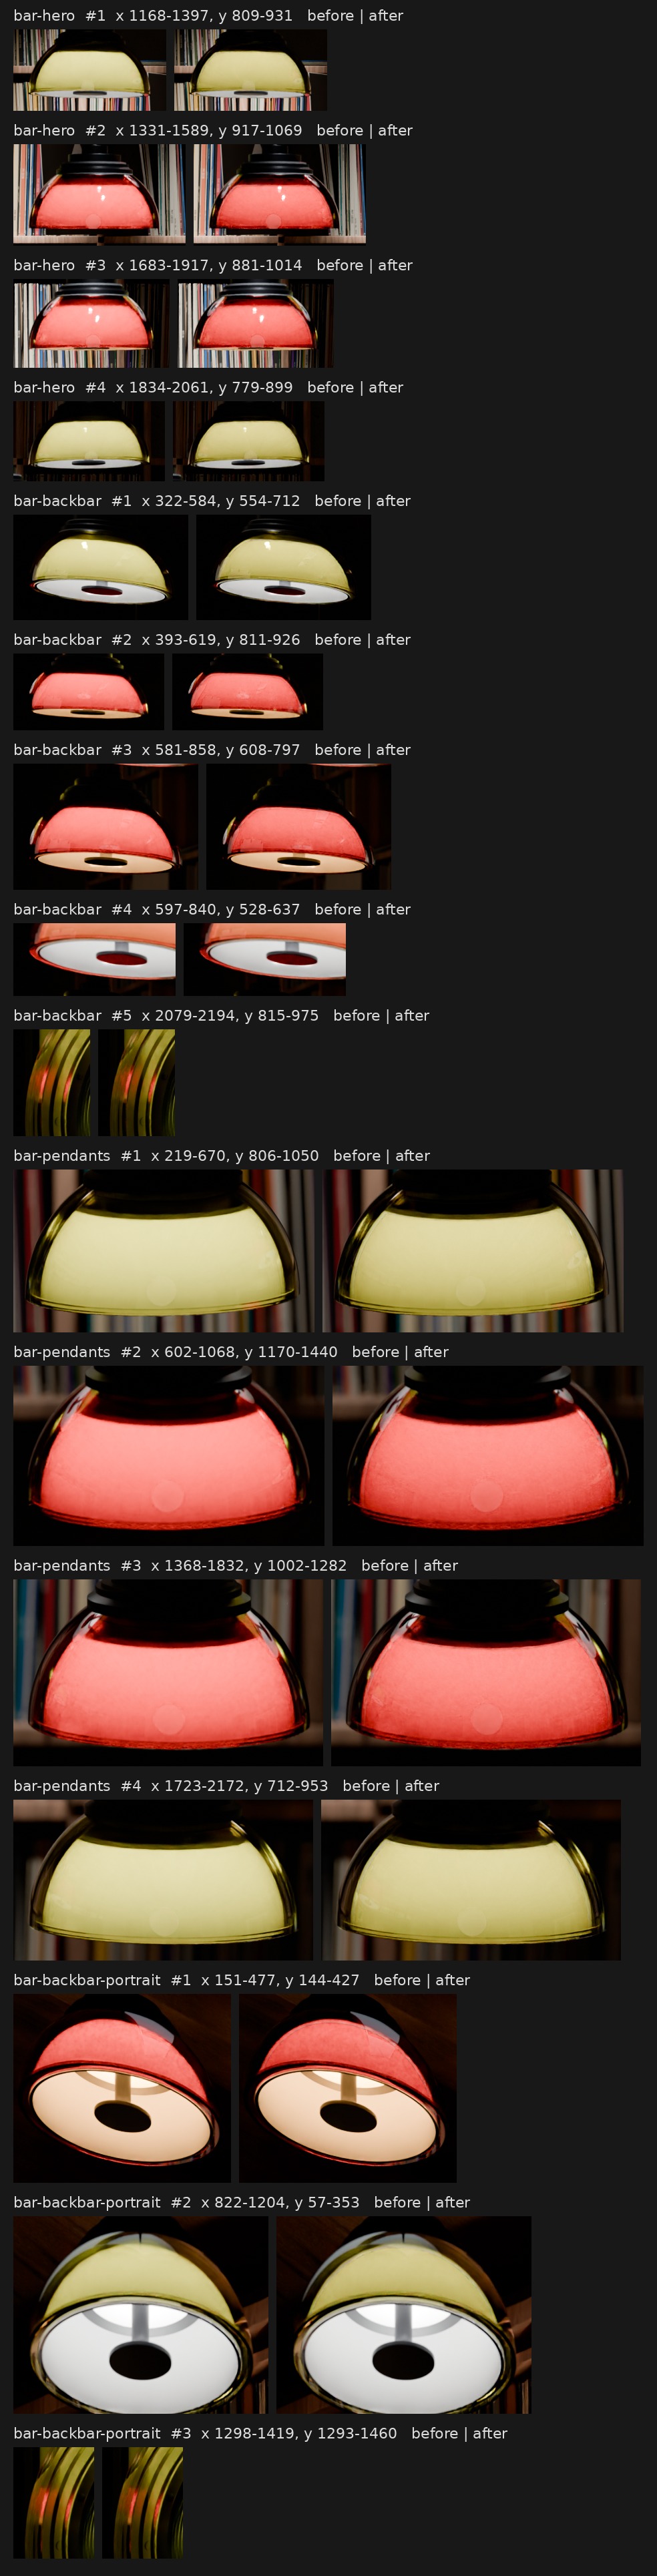 bar-hero #1 x 1168-1397, y 809-931 before | after
bar-hero #2 x 1331-1589, y 917-1069 before | after
bar-hero #3 x 1683-1917, y 881-1014 before | after
bar-hero #4 x 1834-2061, y 779-899 before | after
bar-backbar #1 x 322-584, y 554-712 before | after
bar-backbar #2 x 393-619, y 811-926 before | after
bar-backbar #3 x 581-858, y 608-797 before | after
bar-backbar #4 x 597-840, y 528-637 before | after
bar-backbar #5 x 2079-2194, y 815-975 before | after
bar-pendants #1 x 219-670, y 806-1050 before | after
bar-pendants #2 x 602-1068, y 1170-1440 before | after
bar-pendants #3 x 1368-1832, y 1002-1282 before | after
bar-pendants #4 x 1723-2172, y 712-953 before | after
bar-backbar-portrait #1 x 151-477, y 144-427 before | after
bar-backbar-portrait #2 x 822-1204, y 57-353 before | after
bar-backbar-portrait #3 x 1298-1419, y 1293-1460 before | after